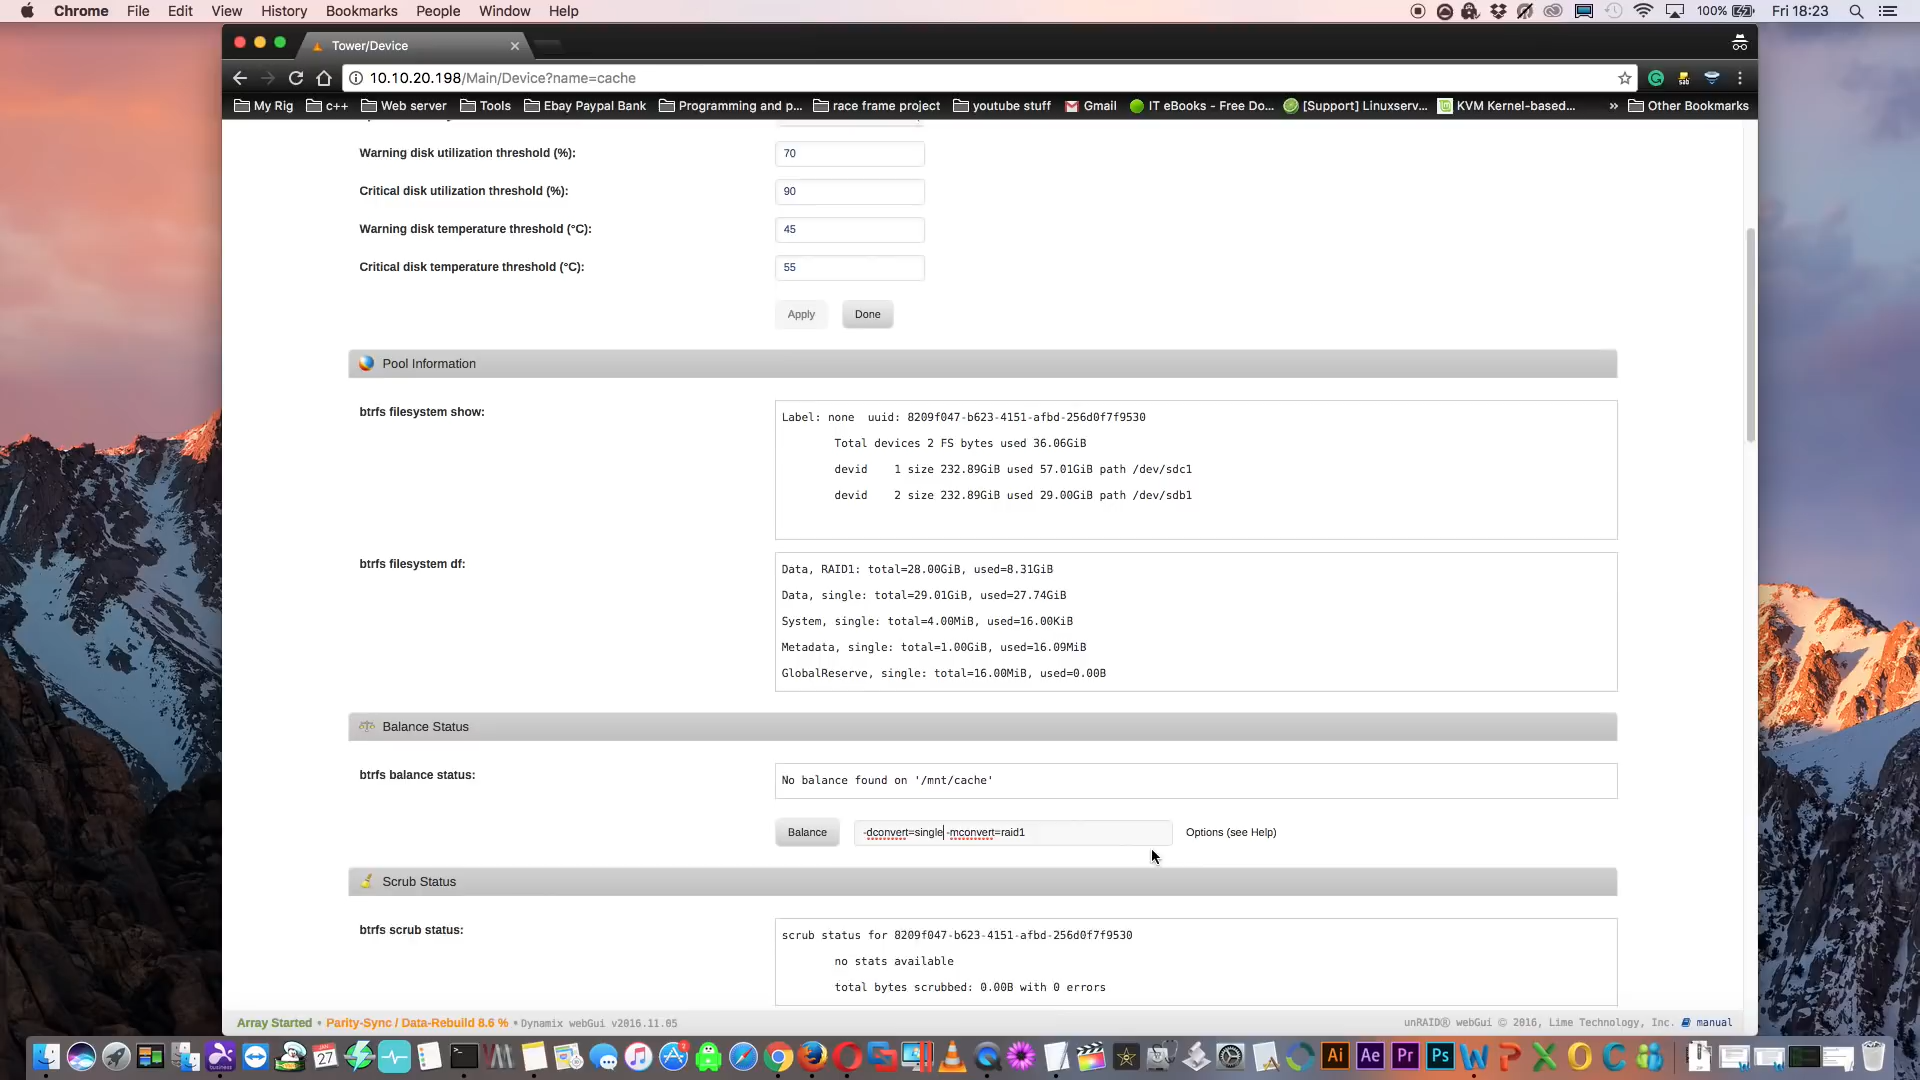 Chrome File Edit View History Bookmarks People Window Help 100% Fri 18:23
Tower/Device
10.10.20.198/Main/Device?name=cache
My Rig c++ Web server Tools Ebay Paypal Bank Programming and p... race frame project youtube stuff Gmail IT eBooks - Free Do... [Support] Linuxserv... KVM Kernel-based... » Other Bookmarks
Warning disk utilization threshold (%): 70
Critical disk utilization threshold (%): 90
Warning disk temperature threshold (°C): 45
Critical disk temperature threshold (°C): 55
Apply Done
Pool Information
btrfs filesystem show:
Label: none uuid: 8209f047-b623-4151-afbd-256d0f7f9530
Total devices 2 FS bytes used 36.06GiB
devid 1 size 232.89GiB used 57.01GiB path /dev/sdc1
devid 2 size 232.89GiB used 29.00GiB path /dev/sdb1
btrfs filesystem df:
Data, RAID1: total=28.00GiB, used=8.31GiB
Data, single: total=29.01GiB, used=27.74GiB
System, single: total=4.00MiB, used=16.00KiB
Metadata, single: total=1.00GiB, used=16.09MiB
GlobalReserve, single: total=16.00MiB, used=0.00B
Balance Status
btrfs balance status:
No balance found on '/mnt/cache'
Balance -dconvert=single -mconvert=raid1 Options (see Help)
Scrub Status
btrfs scrub status:
scrub status for 8209f047-b623-4151-afbd-256d0f7f9530
no stats available
total bytes scrubbed: 0.00B with 0 errors
Array Started • Parity-Sync / Data-Rebuild 8.6 % • Dynamix webGui v2016.11.05 unRAID® webGui © 2016, Lime Technology, Inc. manual
27 Ai Ae Pr Ps